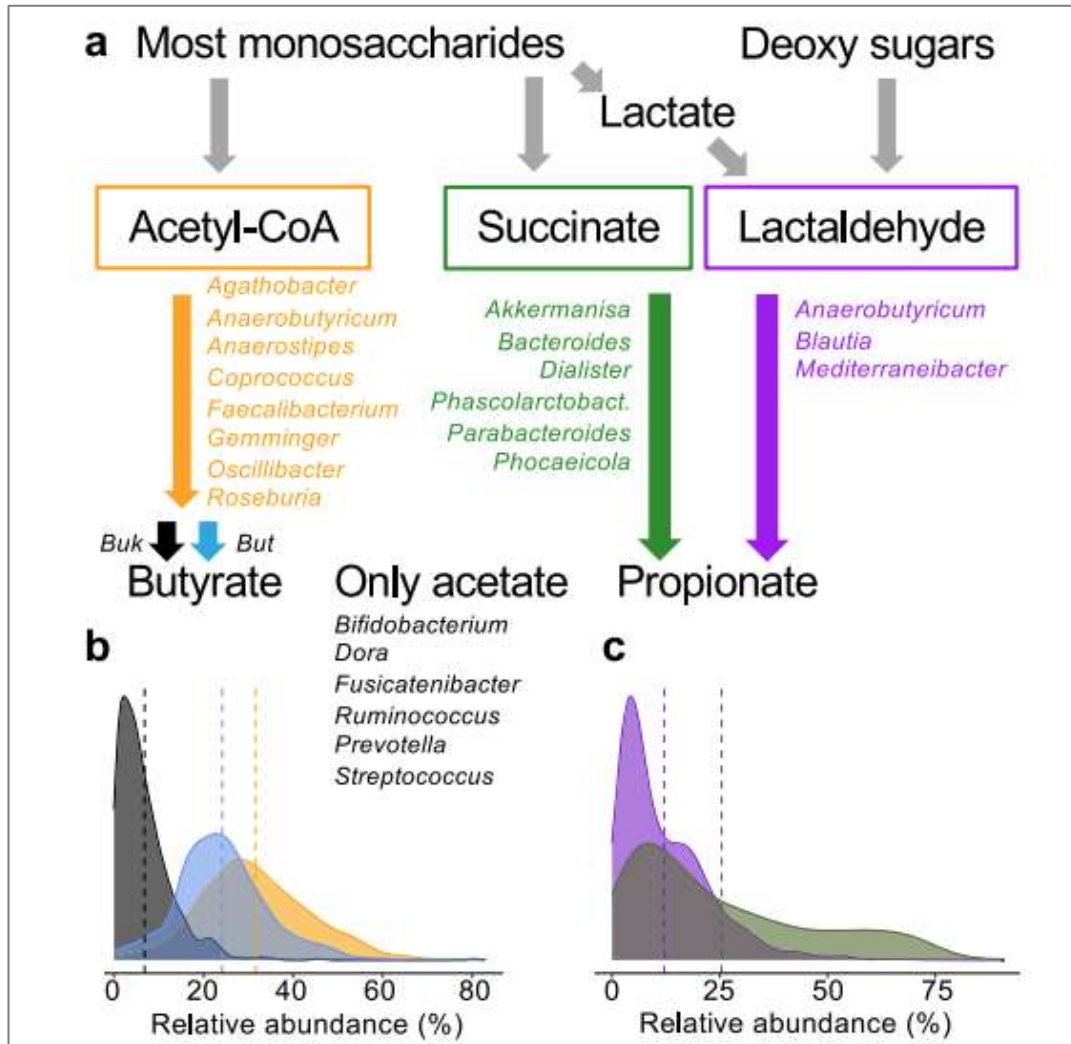 a Most monosaccharides Deoxy sugars
Lactate
Acetyl-CoA Succinate Lactaldehyde
Agathobacter
Anaerobutyricum
Anaerostipes
Coprococcus
Faecalibacterium
Gemminger
Oscillibacter
Roseburia
Akkermanisa
Bacteroides
Dialister
Phascolarctobact.
Parabacteroides
Phocaeicola
Anaerobutyricum
Blautia
Mediterraneibacter
Buk But
Butyrate Only acetate Propionate
Bifidobacterium
Dora
Fusicatenibacter
Ruminococcus
Prevotella
Streptococcus
b
0 20 40 60 80
Relative abundance (%)
c
0 25 50 75
Relative abundance (%)